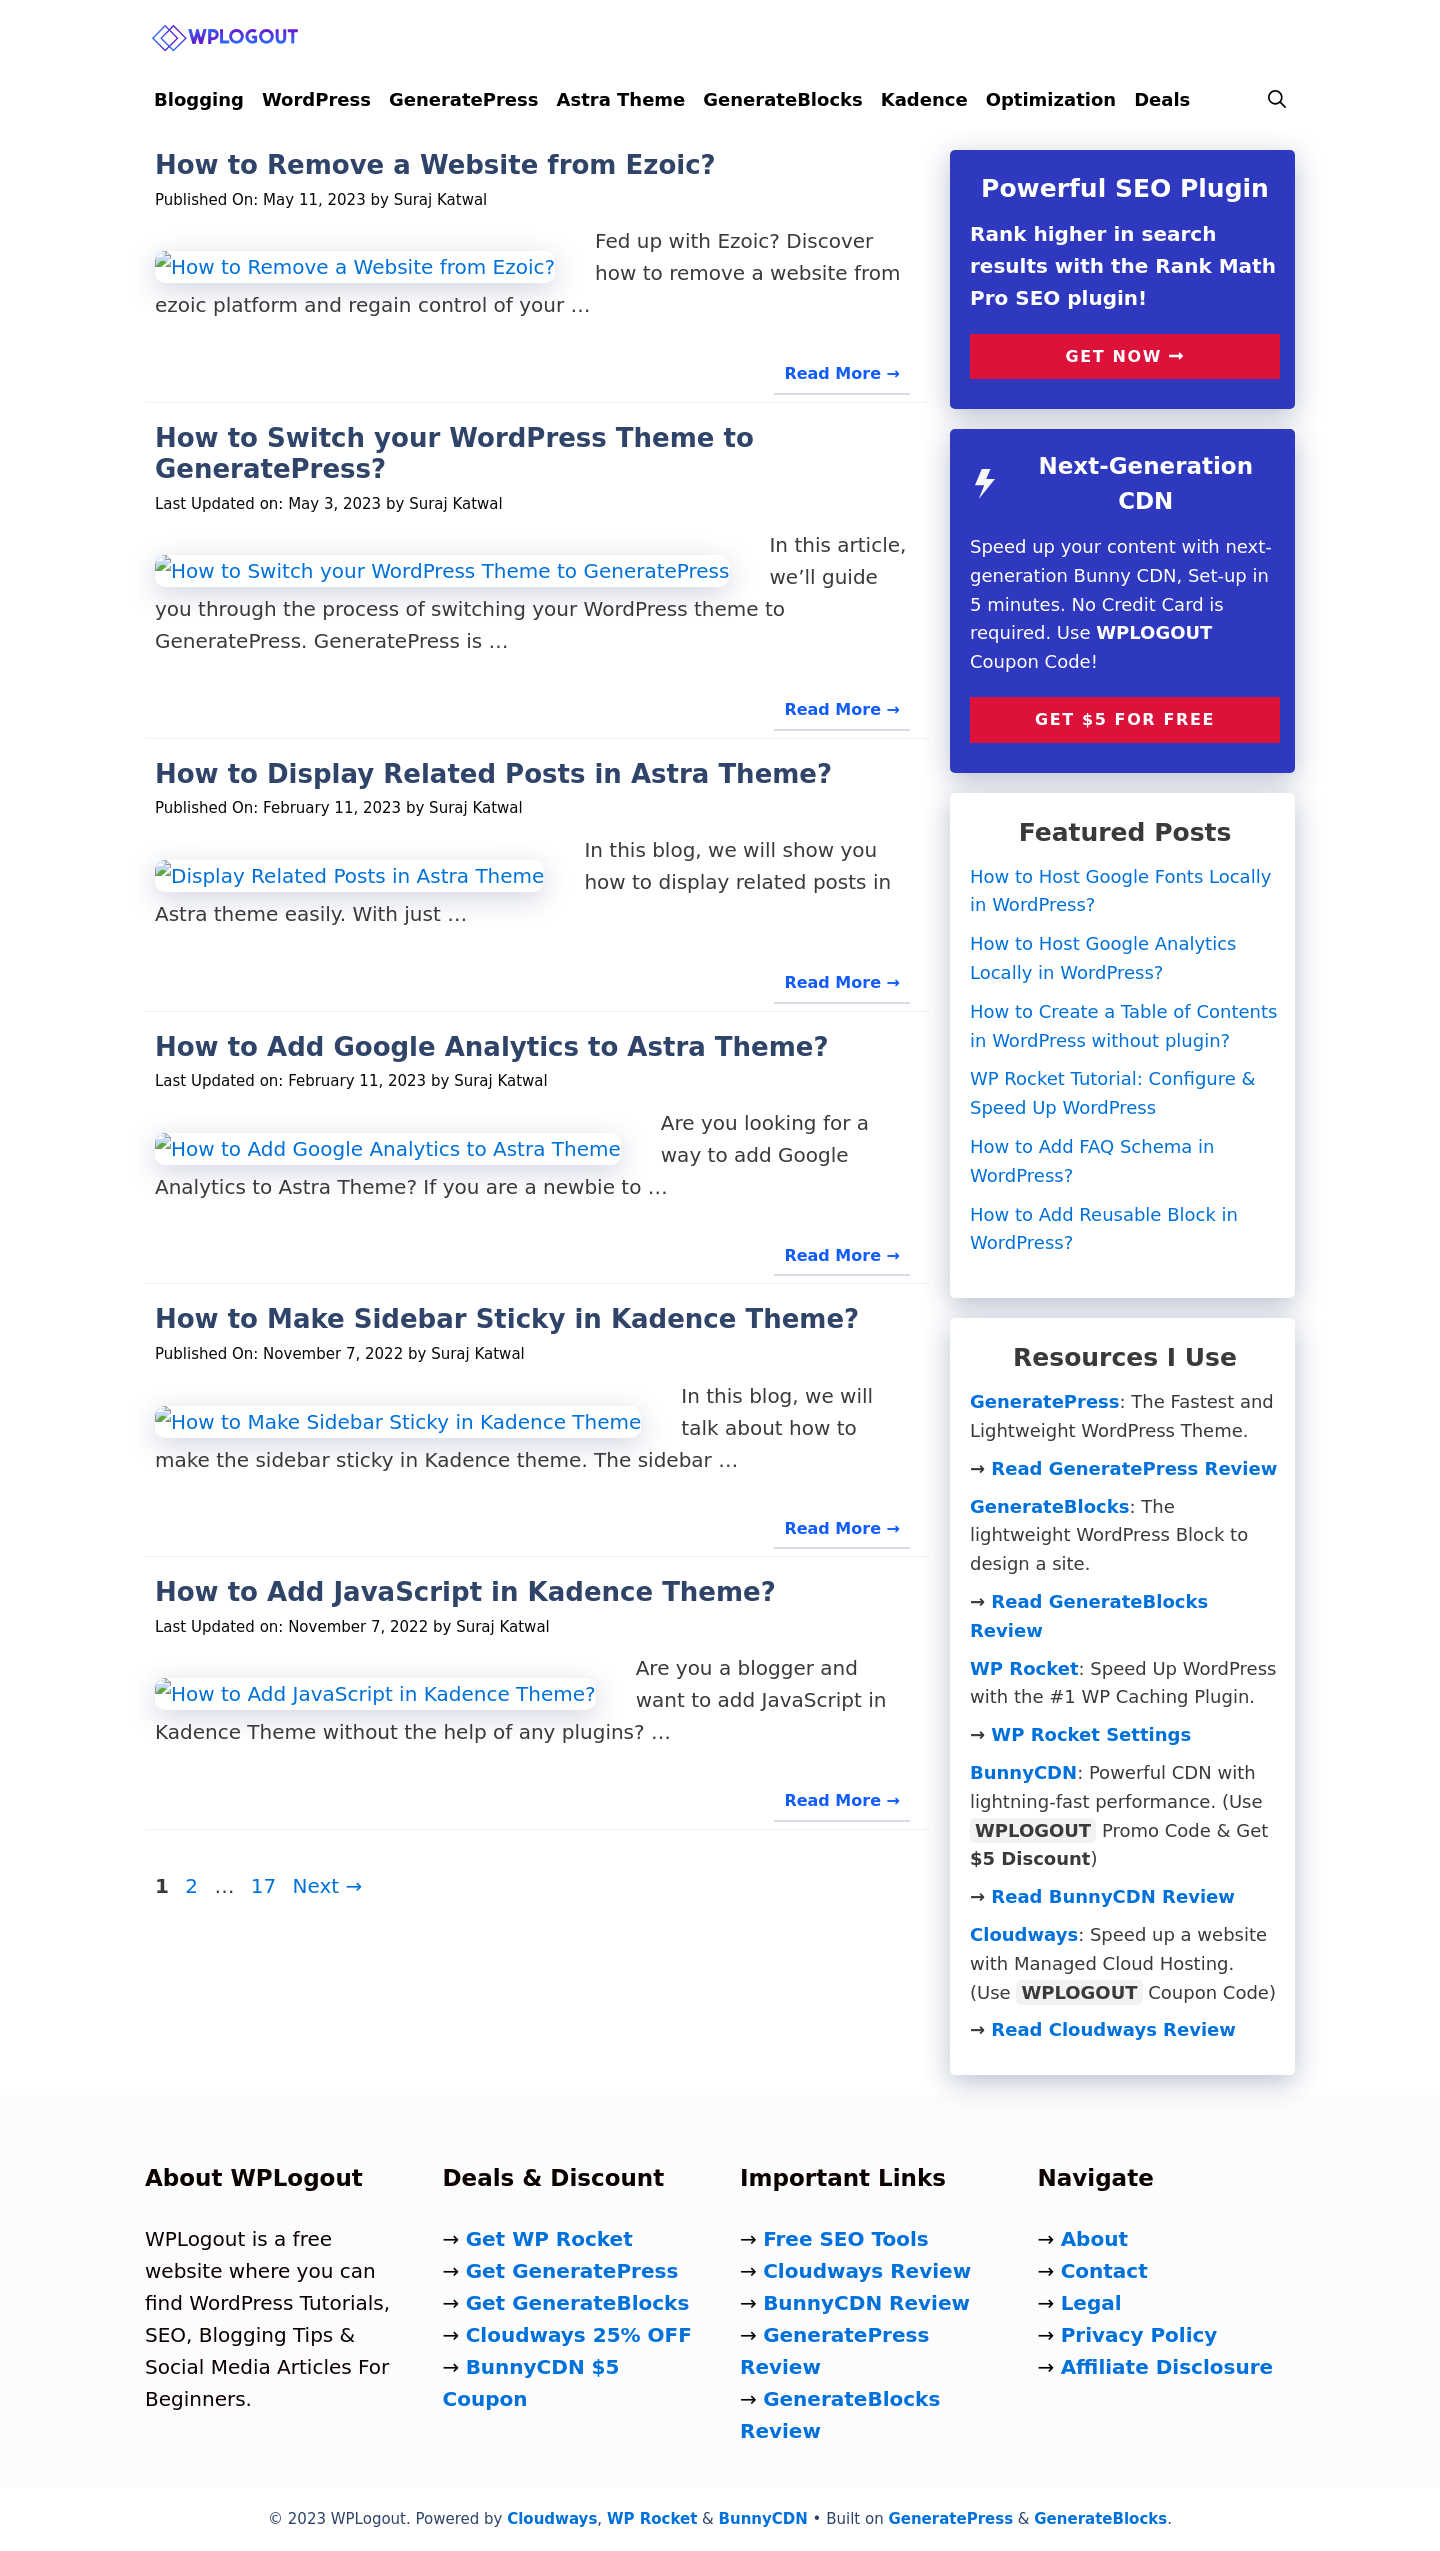 WPLOGOUT
Blogging WordPress GeneratePress Astra Theme GenerateBlocks Kadence Optimization Deals
How to Remove a Website from Ezoic?
Published On: May 11, 2023 by Suraj Katwal
Fed up with Ezoic? Discover
How to Remove a Website from Ezoic?
how to remove a website from
ezoic platform and regain control of your …
Read More →
How to Switch your WordPress Theme to
GeneratePress?
Last Updated on: May 3, 2023 by Suraj Katwal
In this article,
How to Switch your WordPress Theme to GeneratePress
we’ll guide
you through the process of switching your WordPress theme to
GeneratePress. GeneratePress is …
Read More →
How to Display Related Posts in Astra Theme?
Published On: February 11, 2023 by Suraj Katwal
In this blog, we will show you
Display Related Posts in Astra Theme
how to display related posts in
Astra theme easily. With just …
Read More →
How to Add Google Analytics to Astra Theme?
Last Updated on: February 11, 2023 by Suraj Katwal
Are you looking for a
How to Add Google Analytics to Astra Theme
way to add Google
Analytics to Astra Theme? If you are a newbie to …
Read More →
How to Make Sidebar Sticky in Kadence Theme?
Published On: November 7, 2022 by Suraj Katwal
In this blog, we will
How to Make Sidebar Sticky in Kadence Theme
talk about how to
make the sidebar sticky in Kadence theme. The sidebar …
Read More →
How to Add JavaScript in Kadence Theme?
Last Updated on: November 7, 2022 by Suraj Katwal
Are you a blogger and
How to Add JavaScript in Kadence Theme?
want to add JavaScript in
Kadence Theme without the help of any plugins? …
Read More →
1 2 … 17 Next →
Powerful SEO Plugin
Rank higher in search
results with the Rank Math
Pro SEO plugin!
GET NOW ➞
Next-Generation
CDN
Speed up your content with next-
generation Bunny CDN, Set-up in
5 minutes. No Credit Card is
required. Use WPLOGOUT
Coupon Code!
GET $5 FOR FREE
Featured Posts
How to Host Google Fonts Locally
in WordPress?
How to Host Google Analytics
Locally in WordPress?
How to Create a Table of Contents
in WordPress without plugin?
WP Rocket Tutorial: Configure &
Speed Up WordPress
How to Add FAQ Schema in
WordPress?
How to Add Reusable Block in
WordPress?
Resources I Use
GeneratePress: The Fastest and
Lightweight WordPress Theme.
→ Read GeneratePress Review
GenerateBlocks: The
lightweight WordPress Block to
design a site.
→ Read GenerateBlocks
Review
WP Rocket: Speed Up WordPress
with the #1 WP Caching Plugin.
→ WP Rocket Settings
BunnyCDN: Powerful CDN with
lightning-fast performance. (Use
WPLOGOUT Promo Code & Get
$5 Discount)
→ Read BunnyCDN Review
Cloudways: Speed up a website
with Managed Cloud Hosting.
(Use WPLOGOUT Coupon Code)
→ Read Cloudways Review
About WPLogout
WPLogout is a free
website where you can
find WordPress Tutorials,
SEO, Blogging Tips &
Social Media Articles For
Beginners.
Deals & Discount
→ Get WP Rocket
→ Get GeneratePress
→ Get GenerateBlocks
→ Cloudways 25% OFF
→ BunnyCDN $5
Coupon
Important Links
→ Free SEO Tools
→ Cloudways Review
→ BunnyCDN Review
→ GeneratePress
Review
→ GenerateBlocks
Review
Navigate
→ About
→ Contact
→ Legal
→ Privacy Policy
→ Affiliate Disclosure
© 2023 WPLogout. Powered by Cloudways, WP Rocket & BunnyCDN • Built on GeneratePress & GenerateBlocks.